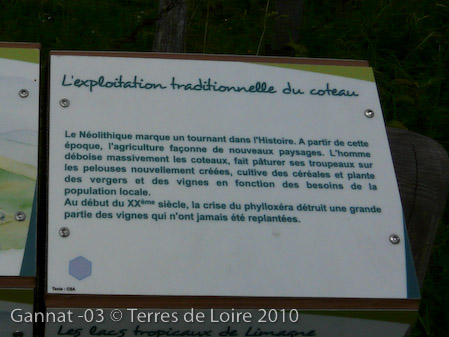 L'exploitation traditionnelle du coteau
Le Néolithique marque un tournant dans l'Histoire. A partir de cette
époque, l'agriculture façonne de nouveaux paysages. L'homme
déboise massivement les coteaux, fait pâturer ses troupeaux sur
les pelouses nouvellement créées, cultive des céréales et plante
des vergers et des vignes en fonction des besoins de la
population locale.
Au début du XXème siècle, la crise du phylloxéra détruit une grande
partie des vignes qui n'ont jamais été replantées.
Texte : CSA
Gannat -03 © Terres de Loire 2010
Les lacs tropicaux de Limagne